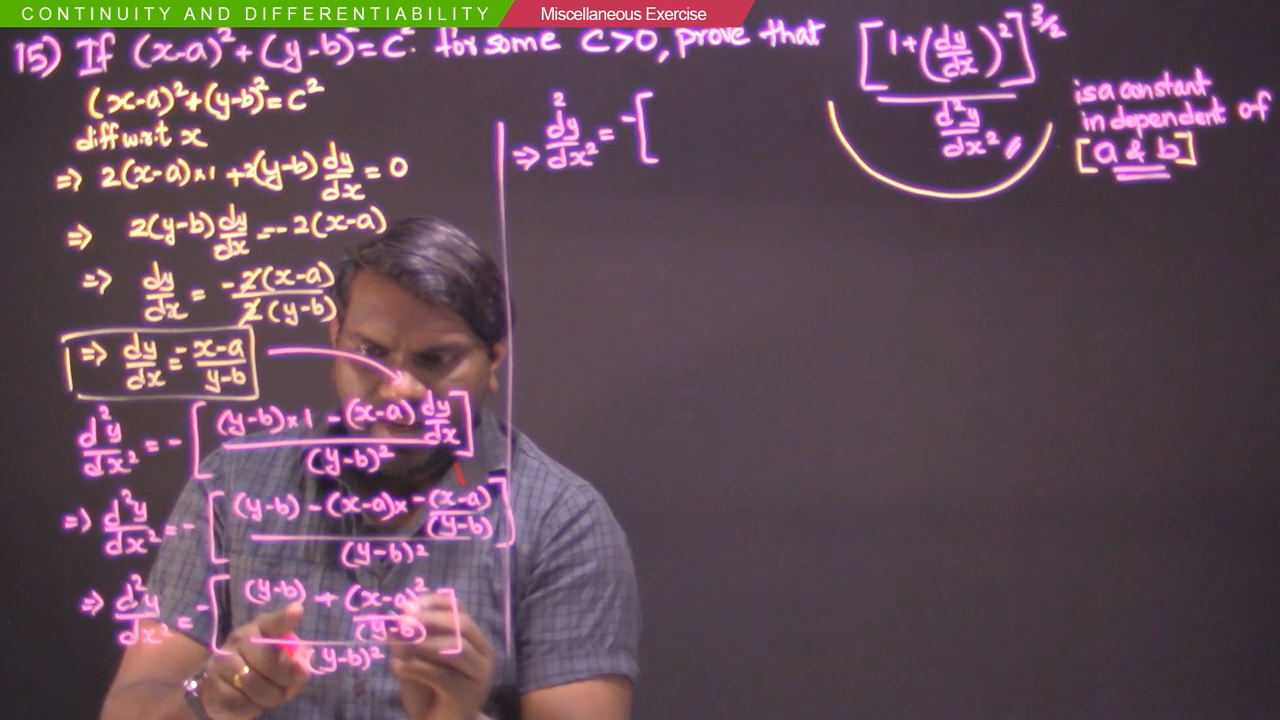 CONTINUITY AND DIFFERENTIABILITY
Miscellaneous Exercise
15) If (x-a)² + (y-b)² = c². for some c>0, prove that [1+(dy/dx)²]^3/2 / d²y/dx²
is a constant
in dependent of
[a & b]
(x-a)²+(y-b)²=c²
diff w.r.t x
⇒ 2(x-a)×1 +2(y-b) dy/dx = 0
⇒ 2(y-b) dy/dx = -2(x-a)
⇒ dy/dx = -2(x-a)/2(y-b)
⇒ dy/dx = - x-a/y-b
d²y/dx² = - [(y-b)×1 - (x-a) dy/dx / (y-b)²]
⇒ d²y/dx² = - [(y-b) - (x-a)× -(x-a)/(y-b) / (y-b)²]
⇒ d²y/dx² = - [(y-b) + (x-a)²/(y-b) / (y-b)²]
⇒ d²y/dx² = - [